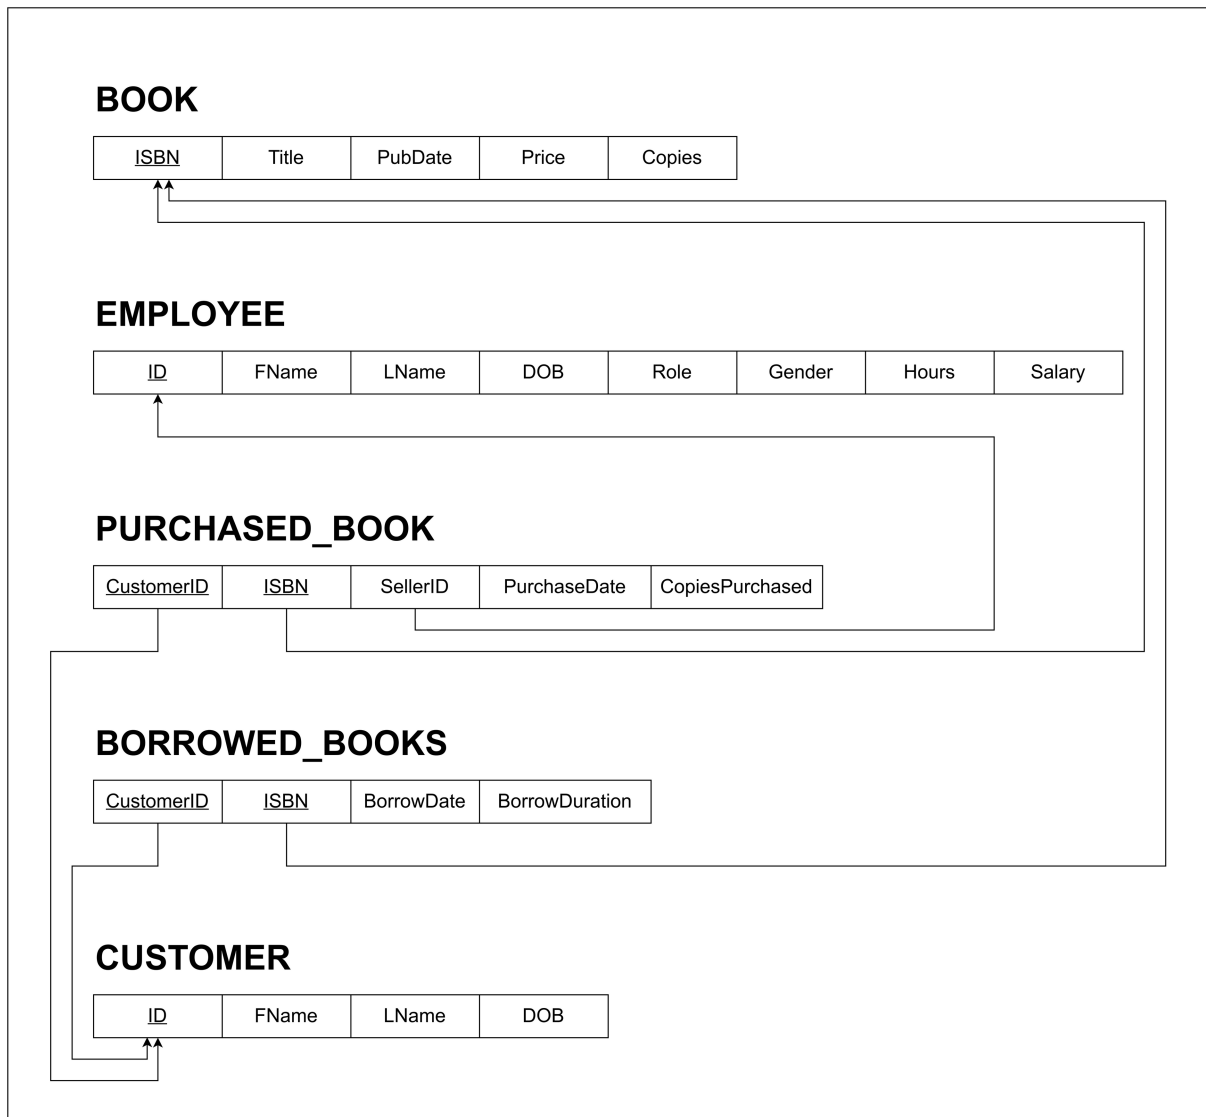 BOOK
ISBN Title PubDate Price Copies
EMPLOYEE
ID FName LName DOB Role Gender Hours Salary
PURCHASED_BOOK
CustomerID ISBN SellerID PurchaseDate CopiesPurchased
BORROWED_BOOKS
CustomerID ISBN BorrowDate BorrowDuration
CUSTOMER
ID FName LName DOB